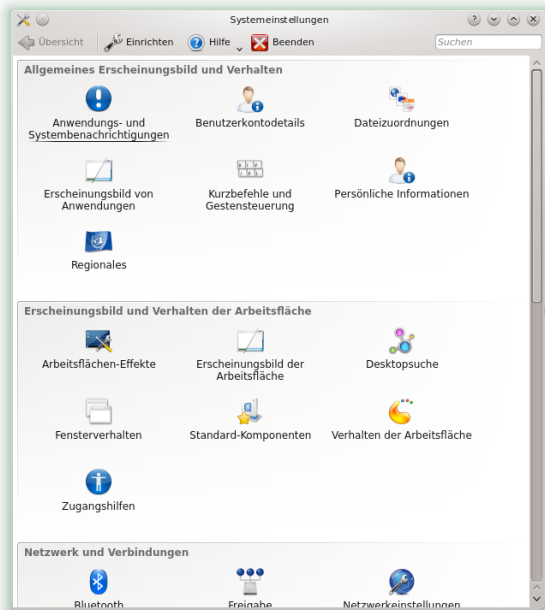 Systemeinstellungen
Übersicht Einrichten Hilfe Beenden Suchen
Allgemeines Erscheinungsbild und Verhalten
Anwendungs- und
Systembenachrichtigungen
Benutzerkontodetails
Dateizuordnungen
Erscheinungsbild von
Anwendungen
Kurzbefehle und
Gestensteuerung
Persönliche Informationen
Regionales
Erscheinungsbild und Verhalten der Arbeitsfläche
Arbeitsflächen-Effekte
Erscheinungsbild der
Arbeitsfläche
Desktopsuche
Fensterverhalten
Standard-Komponenten
Verhalten der Arbeitsfläche
Zugangshilfen
Netzwerk und Verbindungen
Bluetooth
Freigabe
Netzwerkeinstellungen